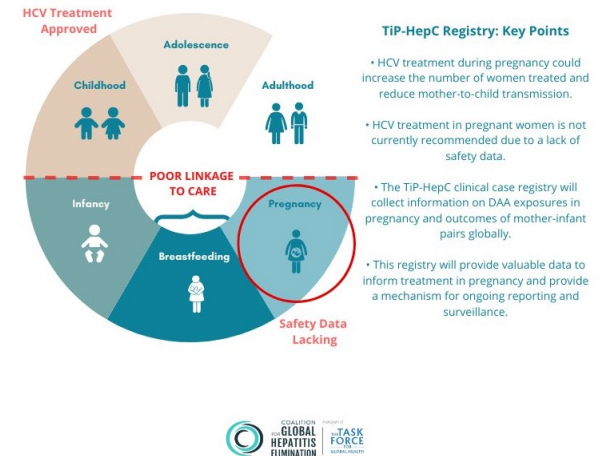 HCV Treatment
Approved
Adolescence
Childhood
Adulthood
POOR LINKAGE
TO CARE
Infancy
Pregnancy
Breastfeeding
Safety Data
Lacking
TiP-HepC Registry: Key Points
• HCV treatment during pregnancy could
increase the number of women treated and
reduce mother-to-child transmission.
• HCV treatment in pregnant women is not
currently recommended due to a lack of
safety data.
• The TiP-HepC clinical case registry will
collect information on DAA exposures in
pregnancy and outcomes of mother-infant
pairs globally.
• This registry will provide valuable data to
inform treatment in pregnancy and provide
a mechanism for ongoing reporting and
surveillance.
COALITION
FOR GLOBAL
HEPATITIS
ELIMINATION
THE TASK
FORCE
FOR
GLOBAL HEALTH